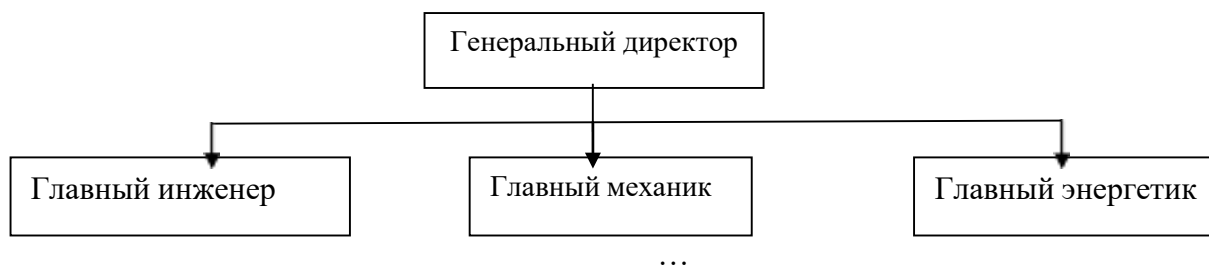 Генеральный директор
Главный инженер
Главный механик
Главный энергетик
…